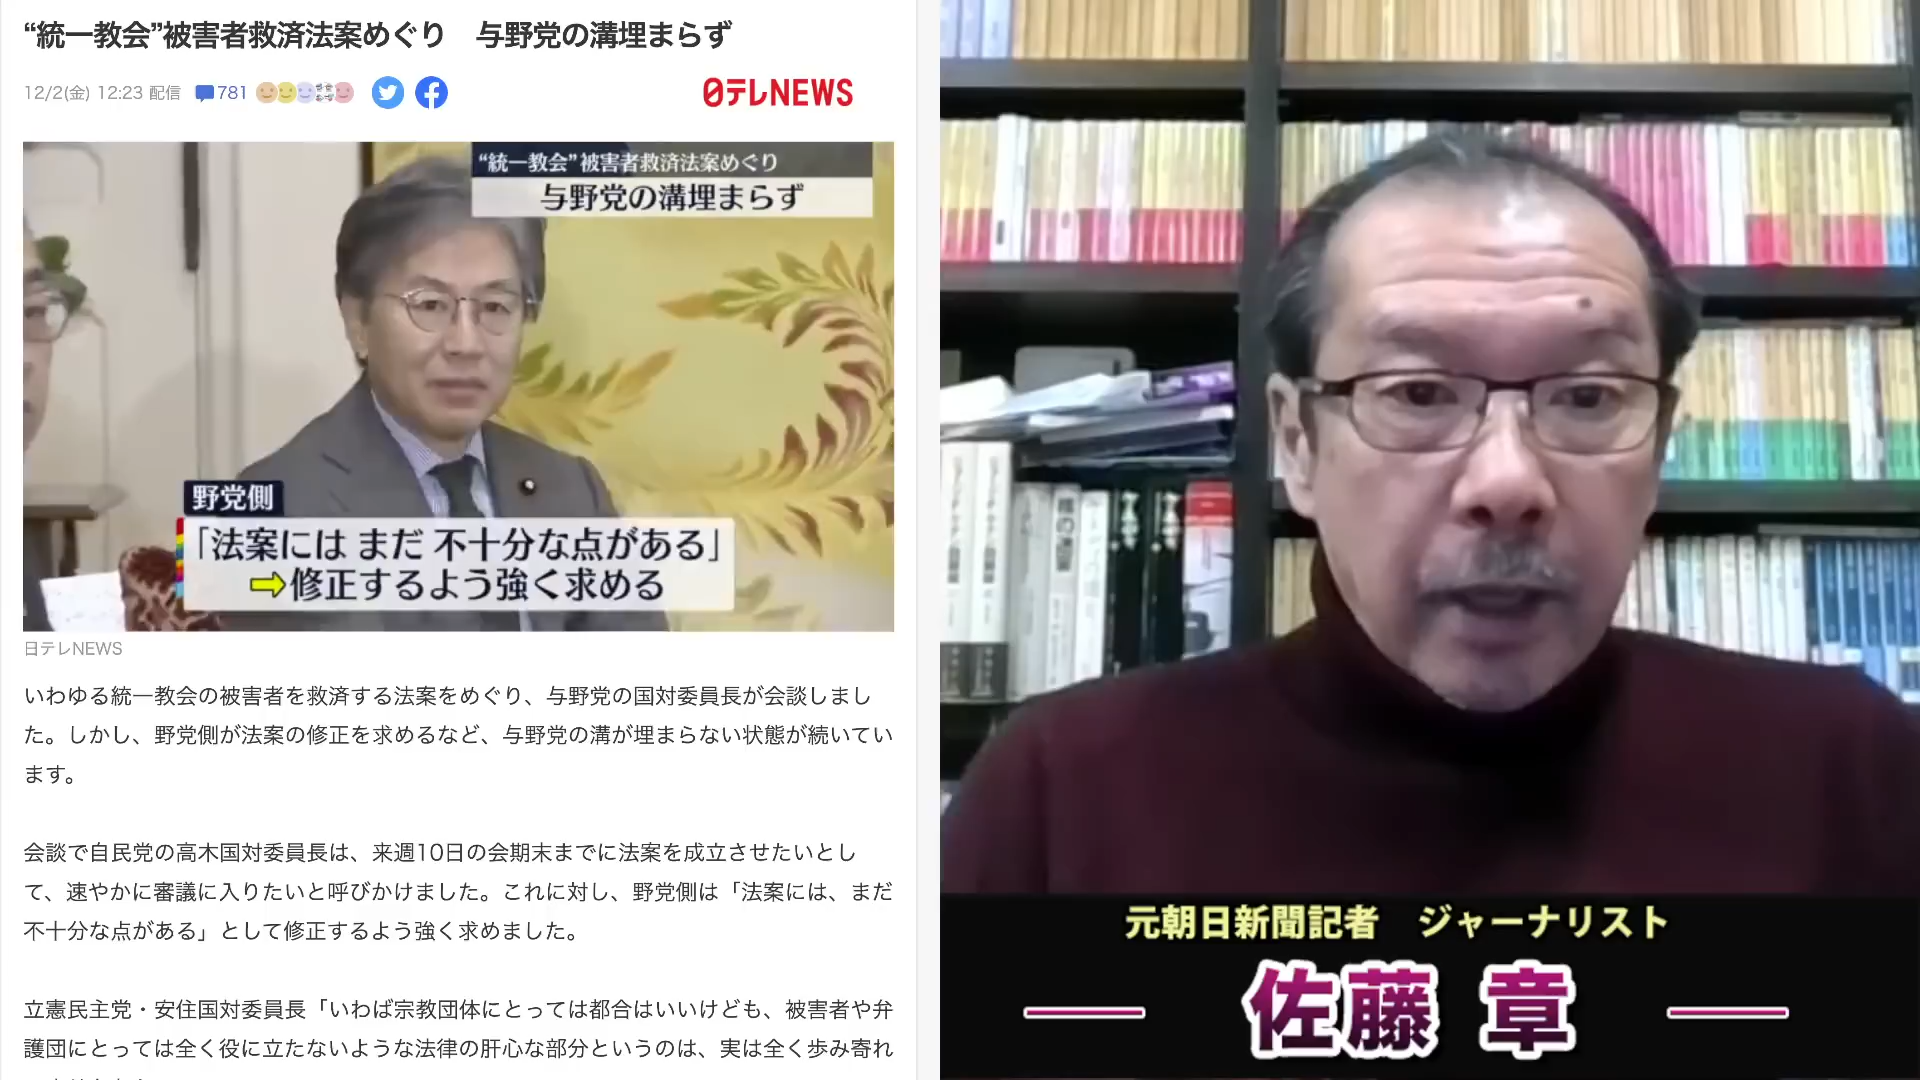 “統一教会”被害者救済法案めぐり　与野党の溝埋まらず
12/2(金) 12:23 配信
781
日テレNEWS
“統一教会”被害者救済法案めぐり
与野党の溝埋まらず
野党側
「法案には まだ 不十分な点がある」
⇨修正するよう強く求める
日テレNEWS
いわゆる統一教会の被害者を救済する法案をめぐり、与野党の国対委員長が会談しまし
た。しかし、野党側が法案の修正を求めるなど、与野党の溝が埋まらない状態が続いてい
ます。
会談で自民党の高木国対委員長は、来週10日の会期末までに法案を成立させたいとし
て、速やかに審議に入りたいと呼びかけました。これに対し、野党側は「法案には、まだ
不十分な点がある」として修正するよう強く求めました。
立憲民主党・安住国対委員長「いわば宗教団体にとっては都合はいいけども、被害者や弁
護団にとっては全く役に立たないような法律の肝心な部分というのは、実は全く歩み寄れ
元朝日新聞記者　ジャーナリスト
佐藤 章